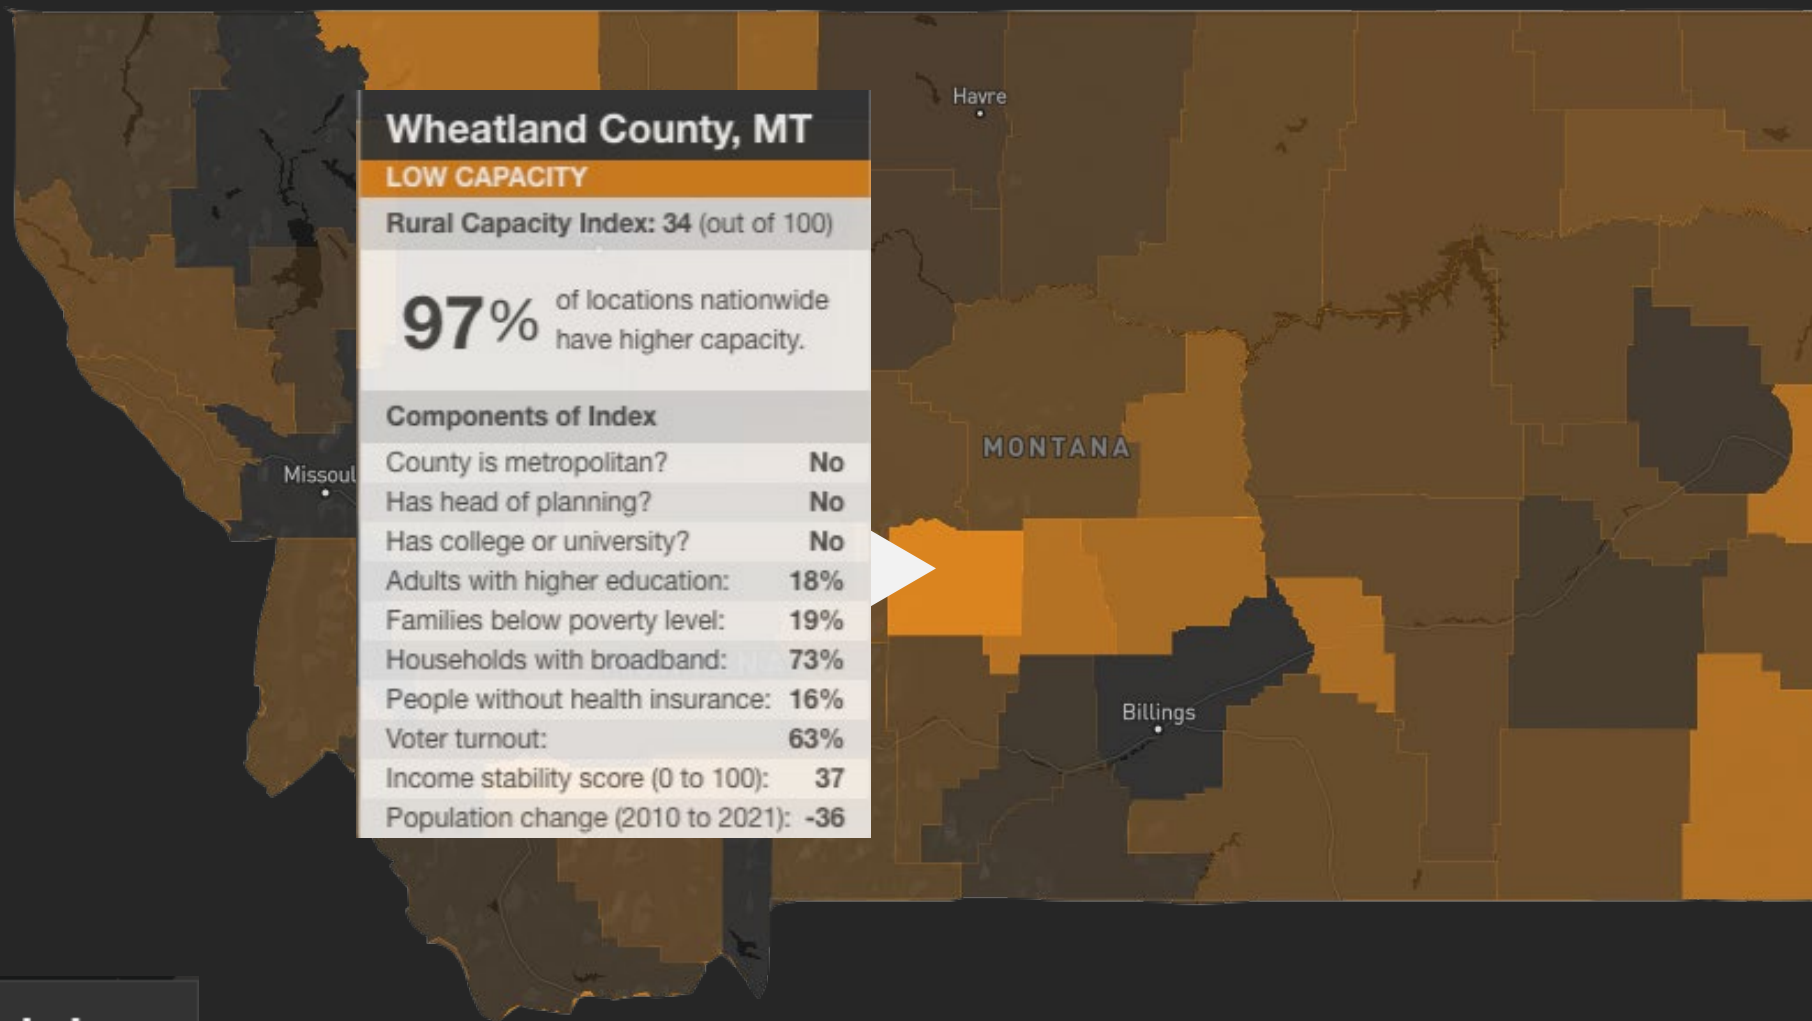 Havre
Wheatland County, MT
LOW CAPACITY
Rural Capacity Index: 34 (out of 100)
97% of locations nationwide
have higher capacity.
Components of Index
County is metropolitan? No
Has head of planning? No
Has college or university? No
Adults with higher education: 18%
Families below poverty level: 19%
Households with broadband: 73%
People without health insurance: 16%
Voter turnout: 63%
Income stability score (0 to 100): 37
Population change (2010 to 2021): -36
MONTANA
Missoul
Billings